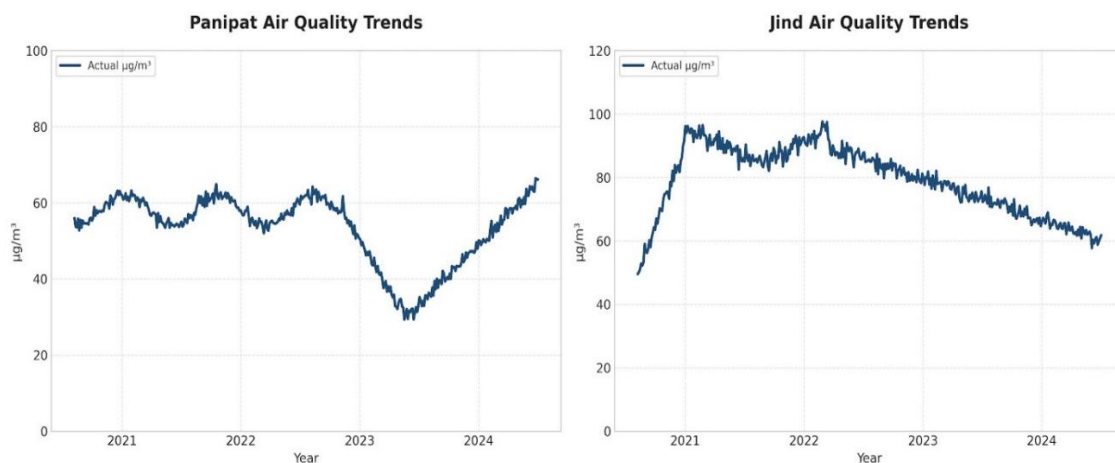 Panipat Air Quality Trends
100
80
60
40
20
0
µg/m³
Actual µg/m³
2021 2022 2023 2024
Year
Jind Air Quality Trends
120
100
80
60
40
20
0
µg/m³
Actual µg/m³
2021 2022 2023 2024
Year